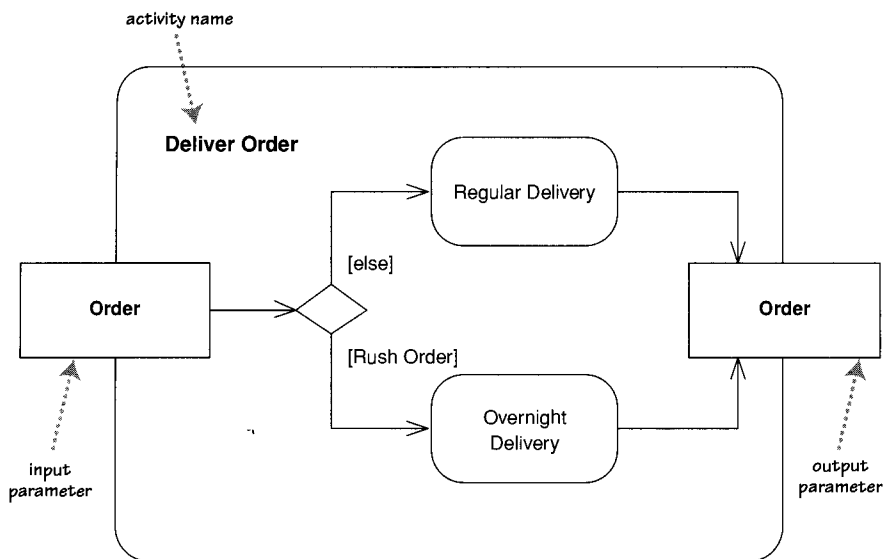 activity name
Deliver Order
Regular Delivery
[else]
Order
Order
[Rush Order]
Overnight
Delivery
input
parameter
output
parameter